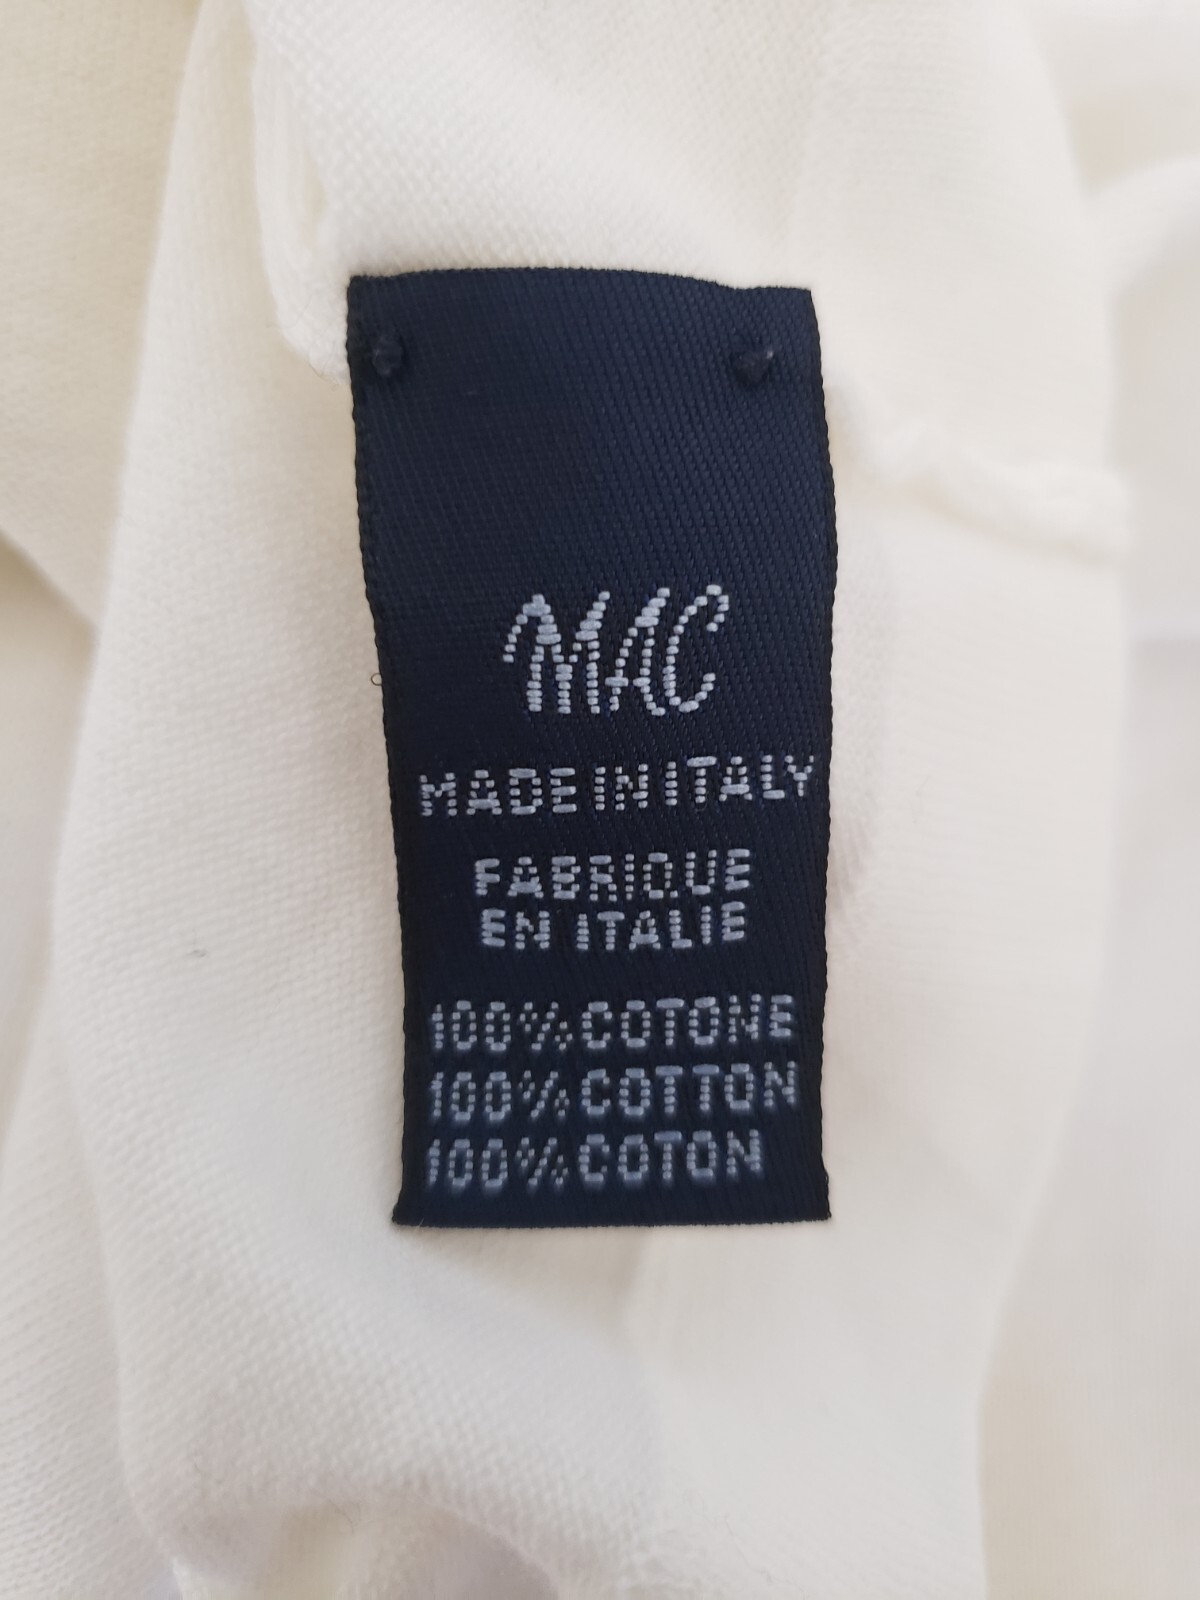 MAC
MADE IN ITALY
FABRIQUE
EN ITALIE
100% COTONE
100% COTTON
100% COTON